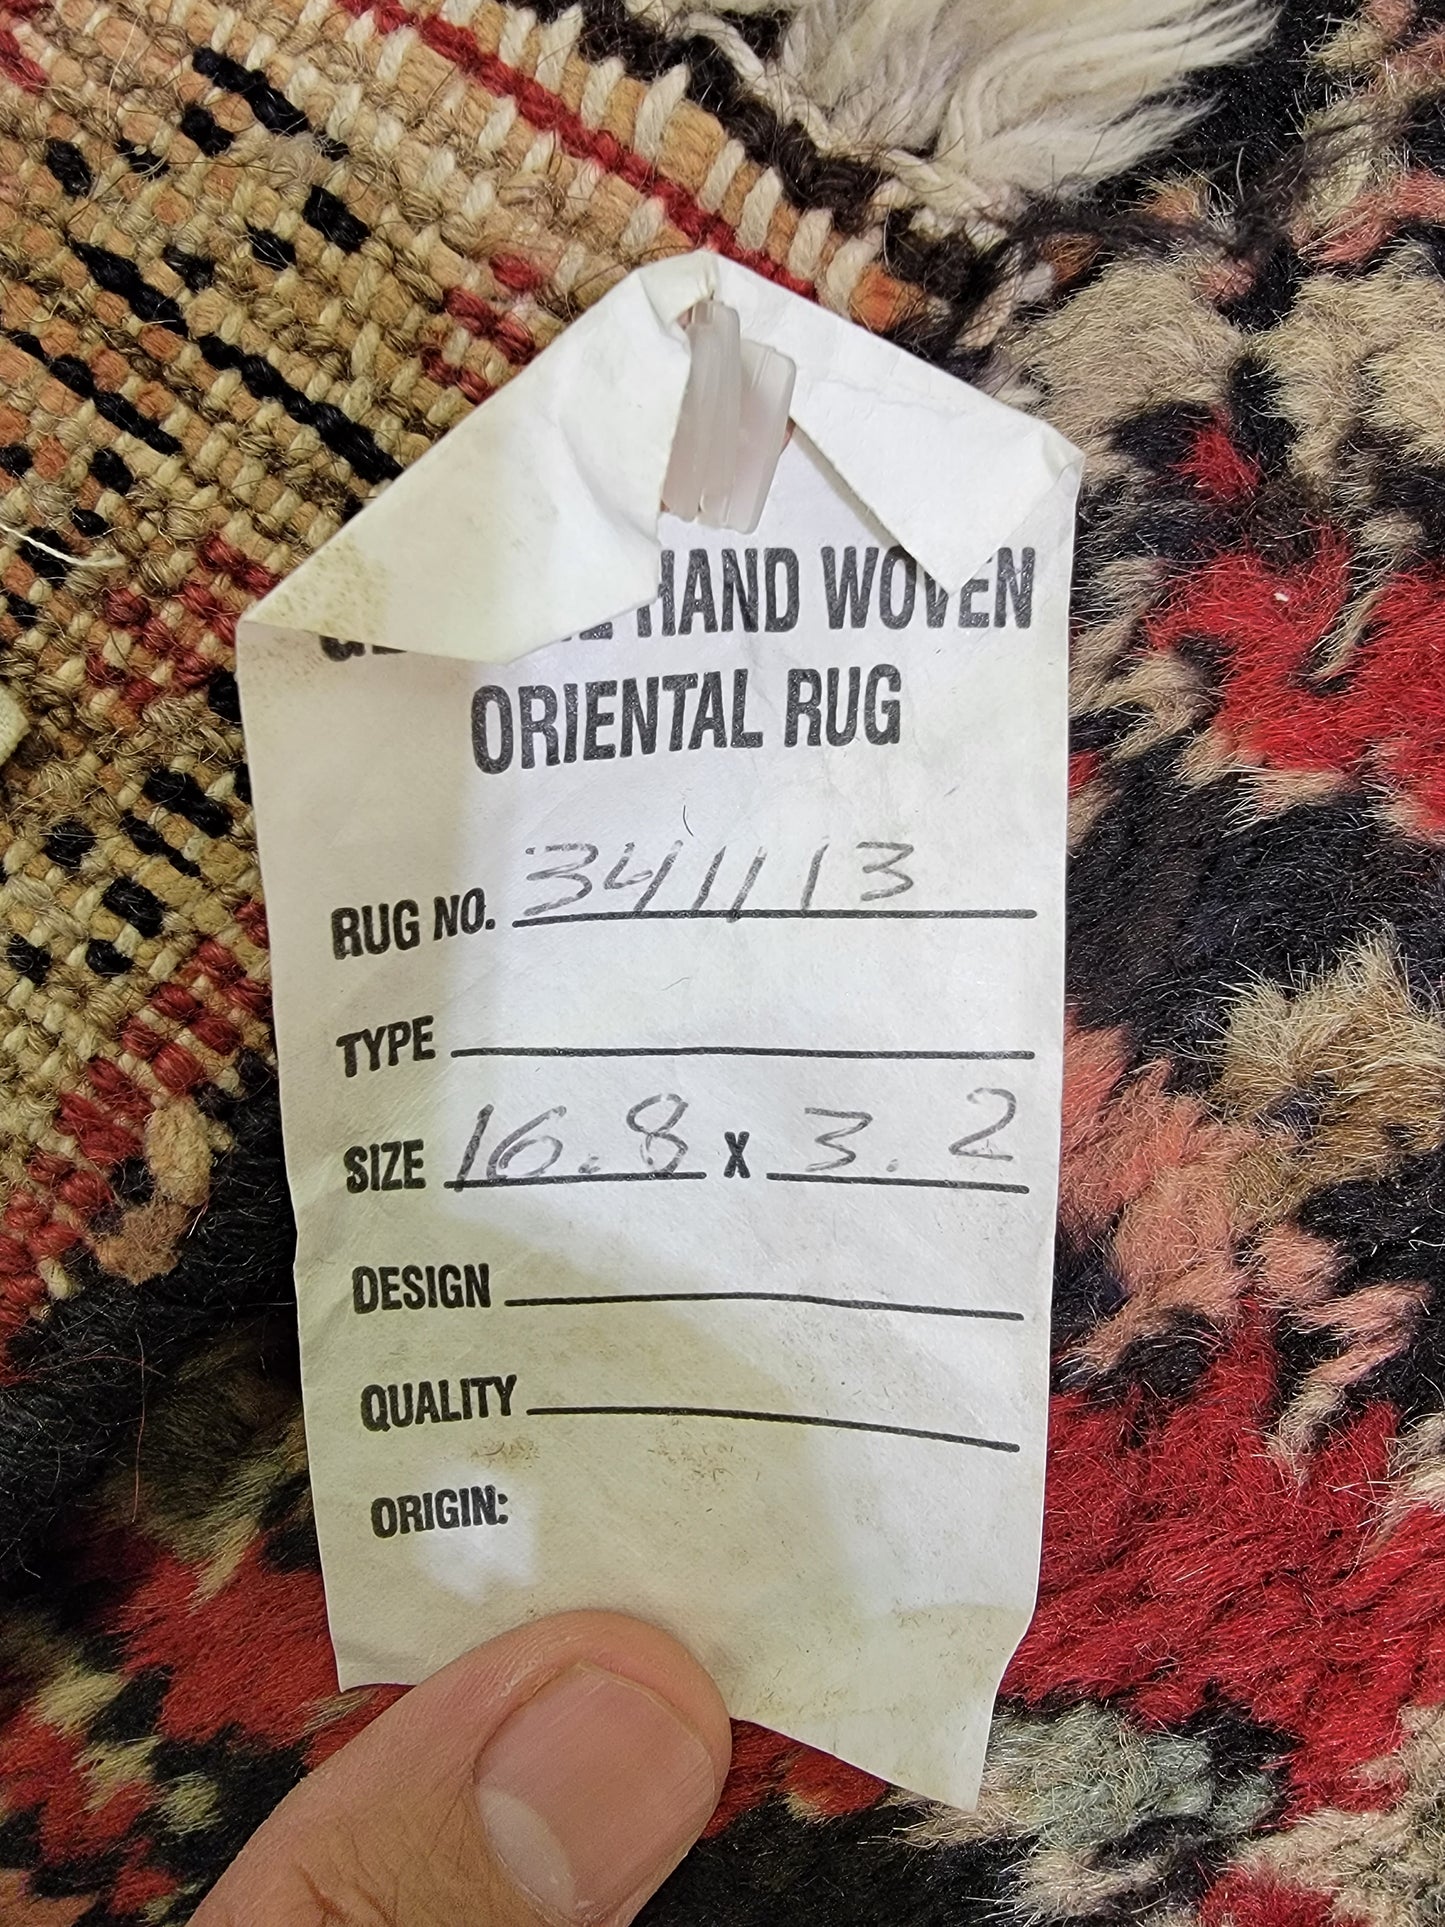 HAND WOVEN
ORIENTAL RUG
RUG NO. 341113
TYPE
SIZE 16.8 X 3.2
DESIGN
QUALITY
ORIGIN: